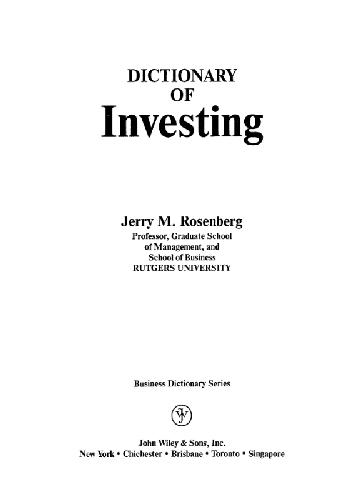 DICTIONARY
OF
Investing
Jerry M. Rosenberg
Professor, Graduate School
of Management, and
School of Business
RUTGERS UNIVERSITY
Business Dictionary Series
John Wiley & Sons, Inc.
New York • Chichester • Brisbane • Toronto • Singapore